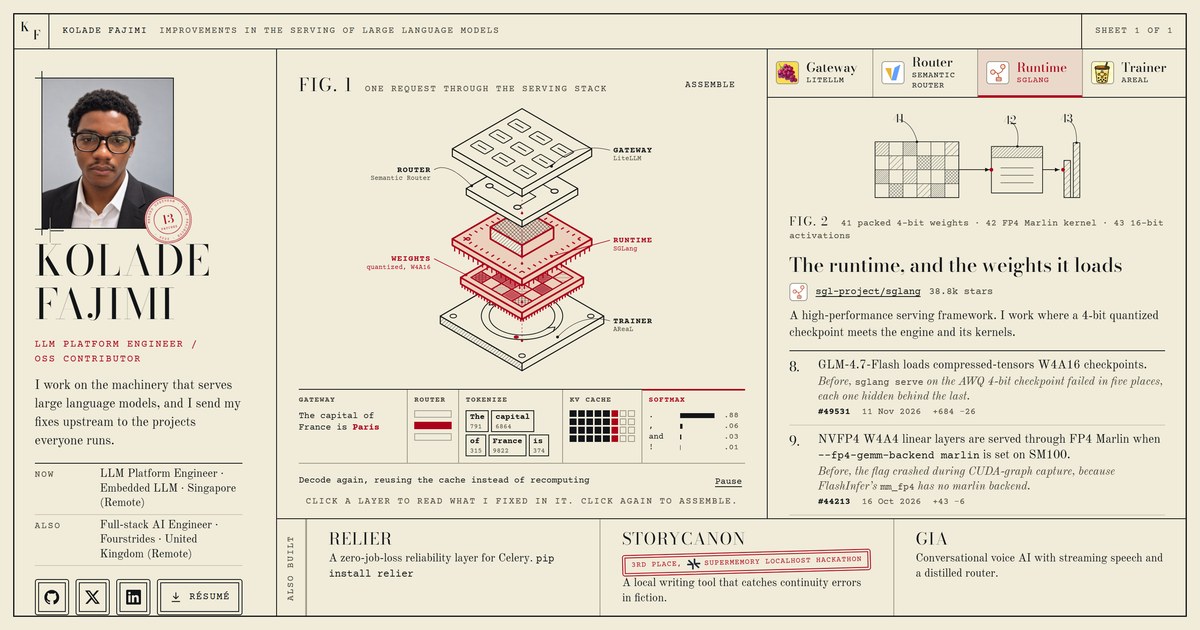 K F
KOLADE FAJIMI IMPROVEMENTS IN THE SERVING OF LARGE LANGUAGE MODELS
SHEET 1 OF 1
13
KOLADE
FAJIMI
LLM PLATFORM ENGINEER /
OSS CONTRIBUTOR
I work on the machinery that serves
large language models, and I send my
fixes upstream to the projects
everyone runs.
NOW
LLM Platform Engineer ·
Embedded LLM · Singapore
(Remote)
ALSO
Full-stack AI Engineer ·
Fourstrides · United
Kingdom (Remote)
RÉSUMÉ
FIG. 1 ONE REQUEST THROUGH THE SERVING STACK
ASSEMBLE
GATEWAY
LiteLLM
ROUTER
Semantic Router
RUNTIME
SGLang
WEIGHTS
quantized, W4A16
TRAINER
AReaL
GATEWAY
The capital of
France is Paris
ROUTER
TOKENIZE
The capital
791 6864
of France is
315 9822 374
KV CACHE
SOFTMAX
. .88
, .06
and .03
! .01
Decode again, reusing the cache instead of recomputing
Pause
CLICK A LAYER TO READ WHAT I FIXED IN IT. CLICK AGAIN TO ASSEMBLE.
Gateway
LITELLM
Router
SEMANTIC
ROUTER
Runtime
SGLANG
Trainer
AREAL
41 42 43
FIG. 2 41 packed 4-bit weights · 42 FP4 Marlin kernel · 43 16-bit
activations
The runtime, and the weights it loads
sgl-project/sglang 38.8k stars
A high-performance serving framework. I work where a 4-bit quantized
checkpoint meets the engine and its kernels.
8. GLM-4.7-Flash loads compressed-tensors W4A16 checkpoints.
Before, sglang serve on the AWQ 4-bit checkpoint failed in five places,
each one hidden behind the last.
#49531 11 Nov 2026 +684 −26
9. NVFP4 W4A4 linear layers are served through FP4 Marlin when
--fp4-gemm-backend marlin is set on SM100.
Before, the flag crashed during CUDA-graph capture, because
FlashInfer's mm_fp4 has no marlin backend.
#44213 16 Oct 2026 +43 −6
ALSO BUILT
RELIER
A zero-job-loss reliability layer for Celery. pip
install relier
STORYCANON
3RD PLACE, SUPERMEMORY LOCALHOST HACKATHON
A local writing tool that catches continuity errors
in fiction.
GIA
Conversational voice AI with streaming speech and
a distilled router.